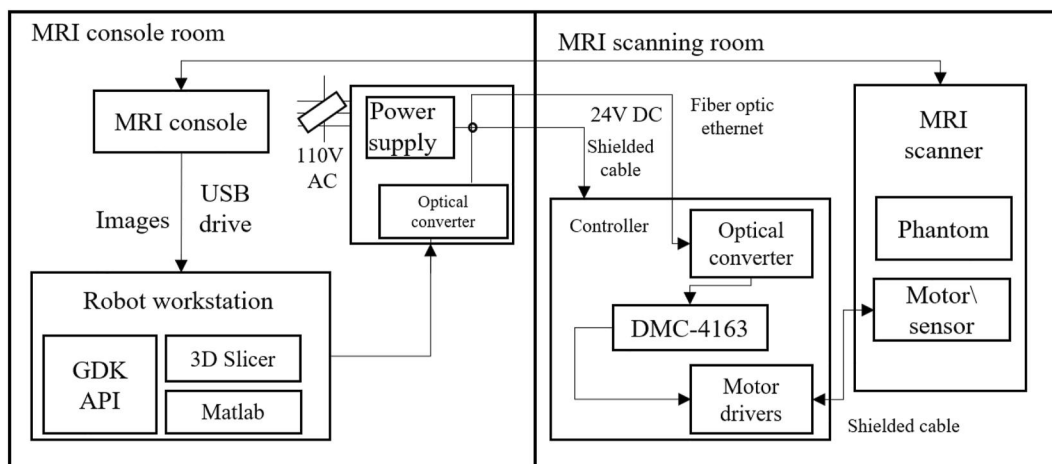 MRI console room
MRI console
110V
AC
Power
supply
Optical
converter
Images
USB
drive
Robot workstation
GDK
API
3D Slicer
Matlab
MRI scanning room
24V DC
Shielded
cable
Fiber optic
ethernet
Controller
Optical
converter
DMC-4163
Motor
drivers
MRI
scanner
Phantom
Motor\
sensor
Shielded cable